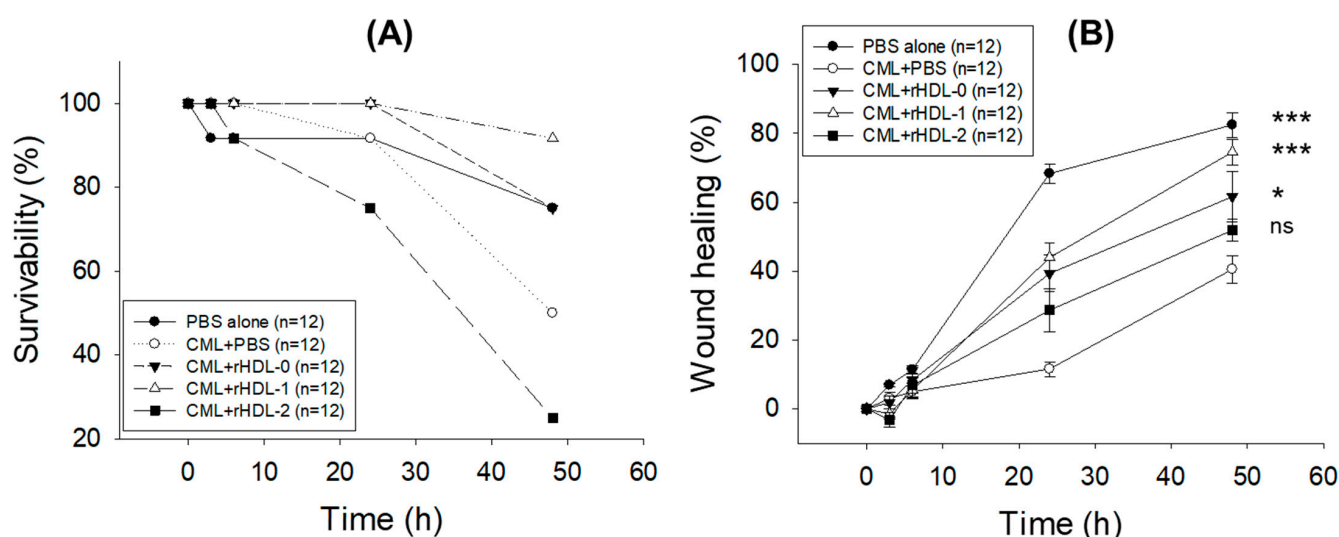 (A)
Survivability (%)
100
80
60
40
20
PBS alone (n=12)
CML+PBS (n=12)
CML+rHDL-0 (n=12)
CML+rHDL-1 (n=12)
CML+rHDL-2 (n=12)
0 10 20 30 40 50 60
Time (h)
(B)
Wound healing (%)
PBS alone (n=12)
CML+PBS (n=12)
CML+rHDL-0 (n=12)
CML+rHDL-1 (n=12)
CML+rHDL-2 (n=12)
100
80
60
40
20
0
***
***
*
ns
0 10 20 30 40 50 60
Time (h)